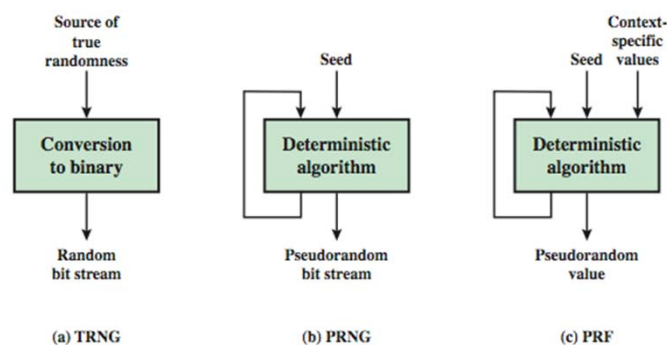 Source of
true
randomness
Conversion
to binary
Random
bit stream
(a) TRNG
Seed
Deterministic
algorithm
Pseudorandom
bit stream
(b) PRNG
Context-
specific
values
Seed
Deterministic
algorithm
Pseudorandom
value
(c) PRF